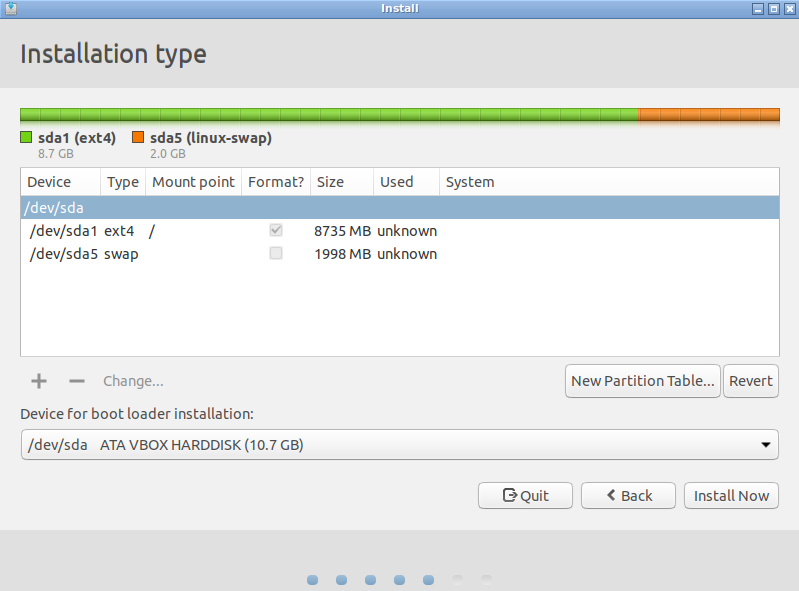 Install
Installation type
sda1 (ext4) sda5 (linux-swap)
8.7 GB 2.0 GB
Device Type Mount point Format? Size Used System
/dev/sda
/dev/sda1 ext4 / 8735 MB unknown
/dev/sda5 swap 1998 MB unknown
Change... New Partition Table... Revert
Device for boot loader installation:
/dev/sda ATA VBOX HARDDISK (10.7 GB)
Quit Back Install Now